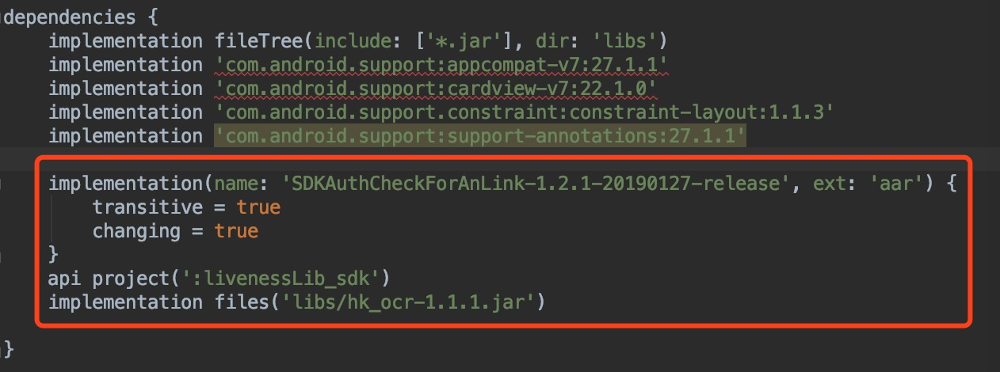 dependencies {
implementation fileTree(include: ['*.jar'], dir: 'libs')
implementation 'com.android.support:appcompat-v7:27.1.1'
implementation 'com.android.support:cardview-v7:22.1.0'
implementation 'com.android.support.constraint:constraint-layout:1.1.3'
implementation 'com.android.support:support-annotations:27.1.1'
implementation(name: 'SDKAuthCheckForAnLink-1.2.1-20190127-release', ext: 'aar') {
transitive = true
changing = true
}
api project(':livenessLib_sdk')
implementation files('libs/hk_ocr-1.1.1.jar')
}